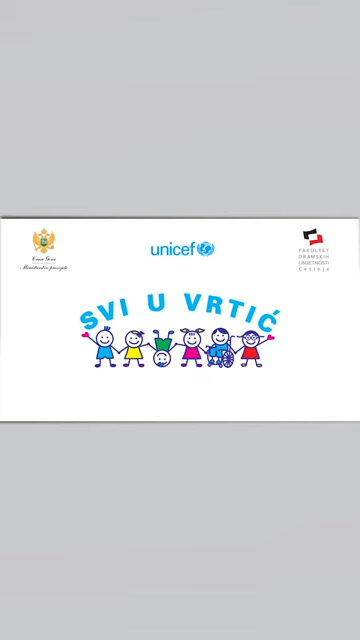 Crna Gora
Ministarstvo prosvjete
unicef
FAKULTET
DRAMSKIH
UMJETNOSTI
Cetinje
SVI U VRTIĆ